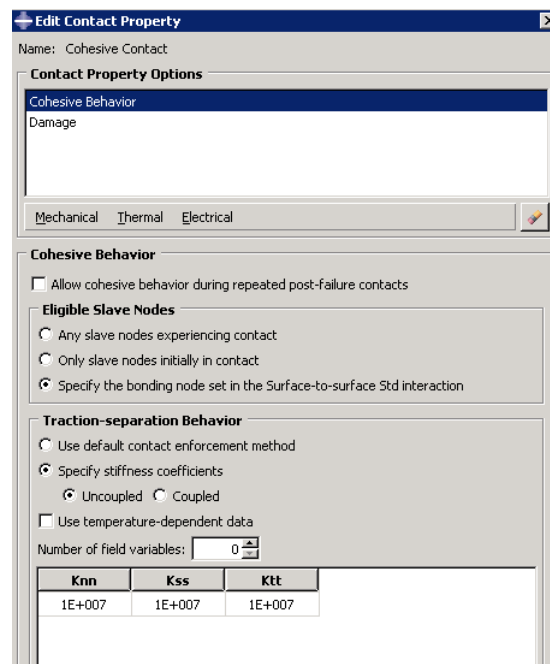 Edit Contact Property
Name: Cohesive Contact
Contact Property Options
Cohesive Behavior
Damage
Mechanical Thermal Electrical
Cohesive Behavior
Allow cohesive behavior during repeated post-failure contacts
Eligible Slave Nodes
Any slave nodes experiencing contact
Only slave nodes initially in contact
Specify the bonding node set in the Surface-to-surface Std interaction
Traction-separation Behavior
Use default contact enforcement method
Specify stiffness coefficients
Uncoupled Coupled
Use temperature-dependent data
Number of field variables: 0
Knn Kss Ktt
1E+007 1E+007 1E+007